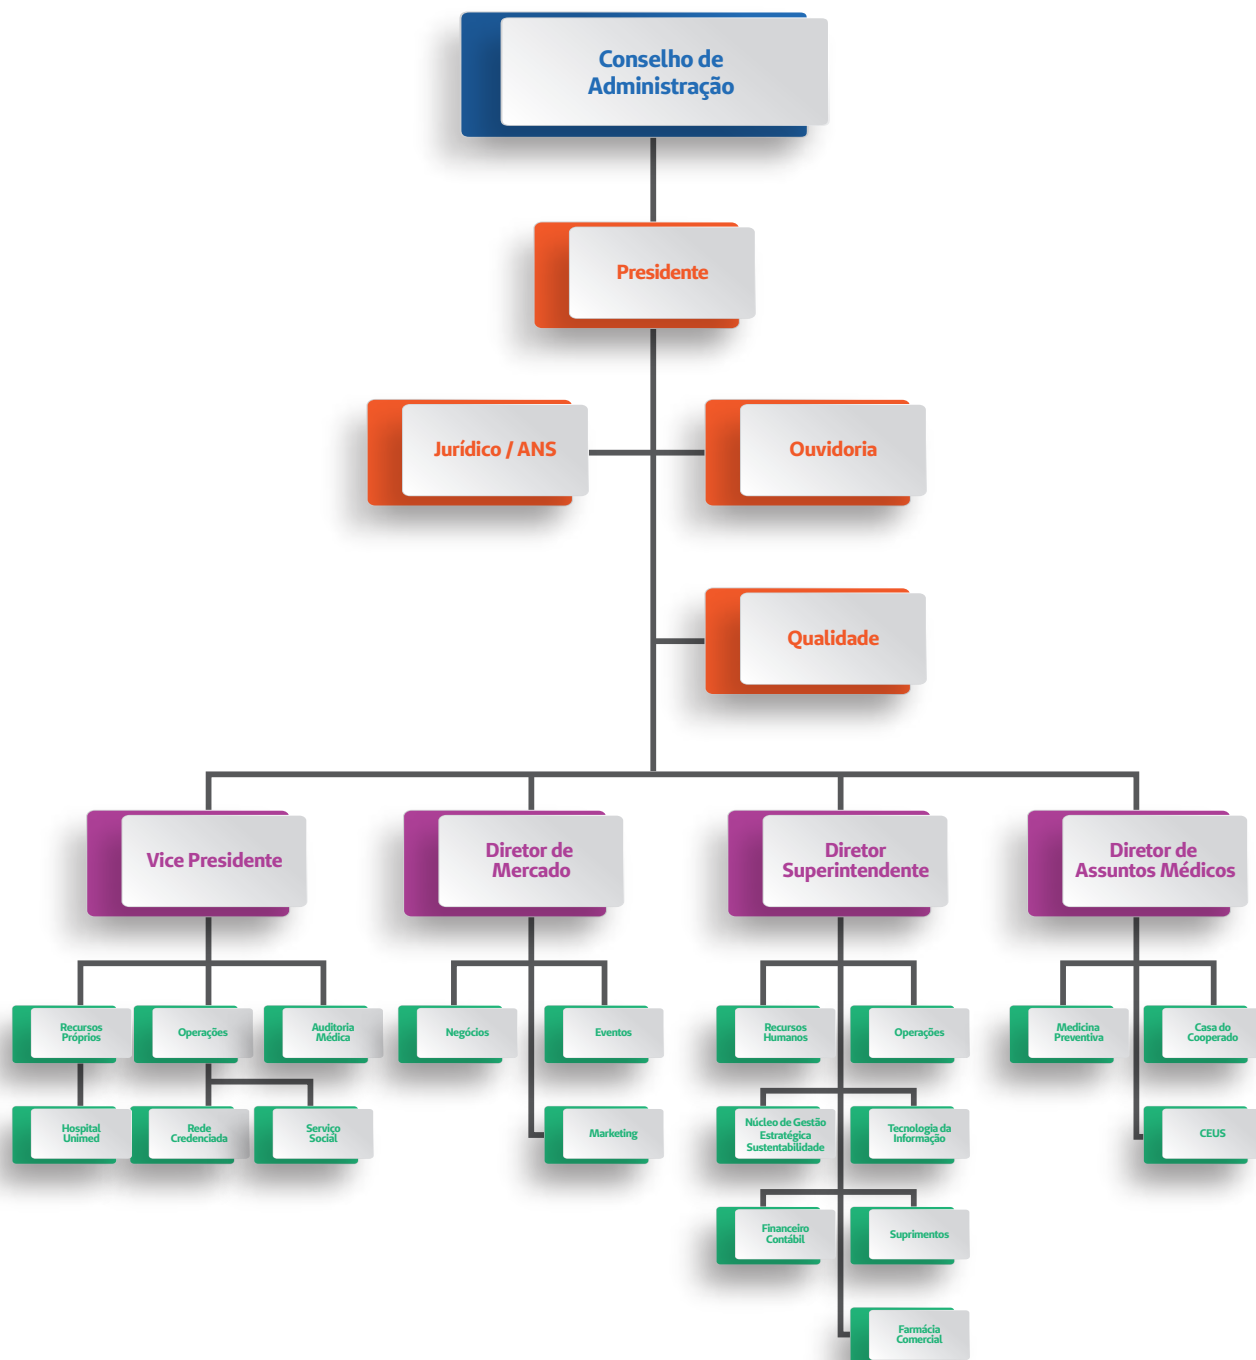 Conselho de
Administração
Presidente
Jurídico / ANS
Ouvidoria
Qualidade
Vice Presidente
Diretor de
Mercado
Diretor
Superintendente
Diretor de
Assuntos Médicos
Recursos
Próprios
Operações
Auditoria
Médica
Negócios
Eventos
Recursos
Humanos
Operações
Medicina
Preventiva
Casa do
Cooperado
Hospital
Unimed
Rede
Credenciada
Serviço
Social
Marketing
Núcleo de Gestão
Estratégica
Sustentabilidade
Tecnologia da
Informação
CEUS
Financeiro
Contábil
Suprimentos
Farmácia
Comercial